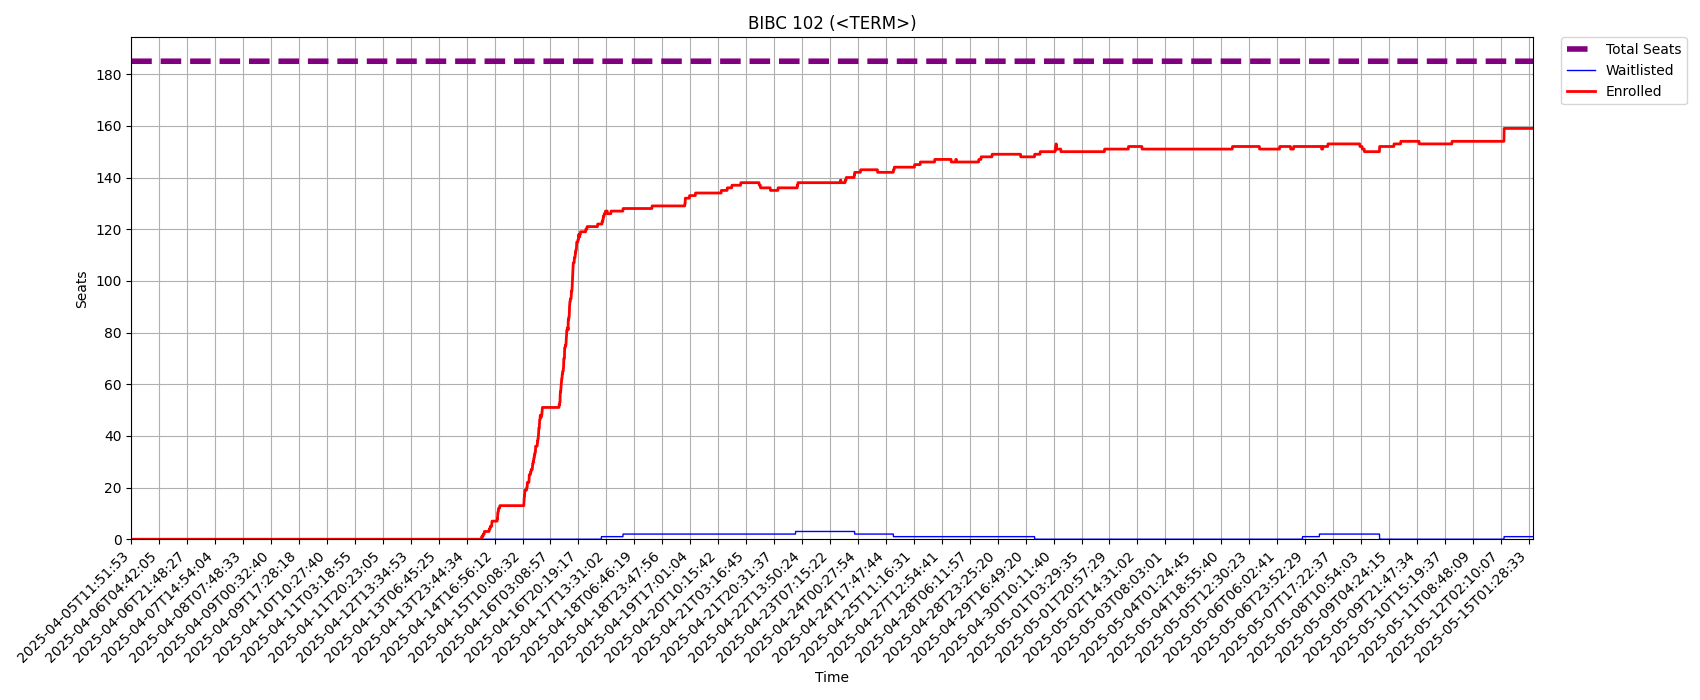 BIBC 102 (<TERM>)
Total Seats
Waitlisted
Enrolled
Seats
180
160
140
120
100
80
60
40
20
0
2025-04-05T11:51:53
2025-04-06T04:42:05
2025-04-06T21:48:27
2025-04-07T14:54:04
2025-04-08T07:48:33
2025-04-09T00:32:40
2025-04-09T17:28:18
2025-04-10T10:27:40
2025-04-11T03:18:55
2025-04-11T20:23:05
2025-04-12T13:34:53
2025-04-13T06:45:25
2025-04-13T23:44:34
2025-04-14T16:56:12
2025-04-15T10:08:32
2025-04-16T03:08:57
2025-04-16T20:19:17
2025-04-17T13:31:02
2025-04-18T06:46:19
2025-04-18T23:47:56
2025-04-19T17:01:04
2025-04-20T10:15:42
2025-04-21T03:16:45
2025-04-21T20:31:37
2025-04-22T13:50:24
2025-04-23T07:15:22
2025-04-24T00:27:54
2025-04-24T17:47:44
2025-04-25T11:16:31
2025-04-27T12:54:41
2025-04-28T06:11:57
2025-04-28T23:25:20
2025-04-29T16:49:20
2025-04-30T10:11:40
2025-05-01T03:29:35
2025-05-01T20:57:29
2025-05-02T14:31:02
2025-05-03T08:03:01
2025-05-04T01:24:45
2025-05-04T18:55:40
2025-05-05T12:30:23
2025-05-06T06:02:41
2025-05-06T23:52:29
2025-05-07T17:22:37
2025-05-08T10:54:03
2025-05-09T04:24:15
2025-05-09T21:47:34
2025-05-10T15:19:37
2025-05-11T08:48:09
2025-05-12T02:10:07
2025-05-15T01:28:33
Time